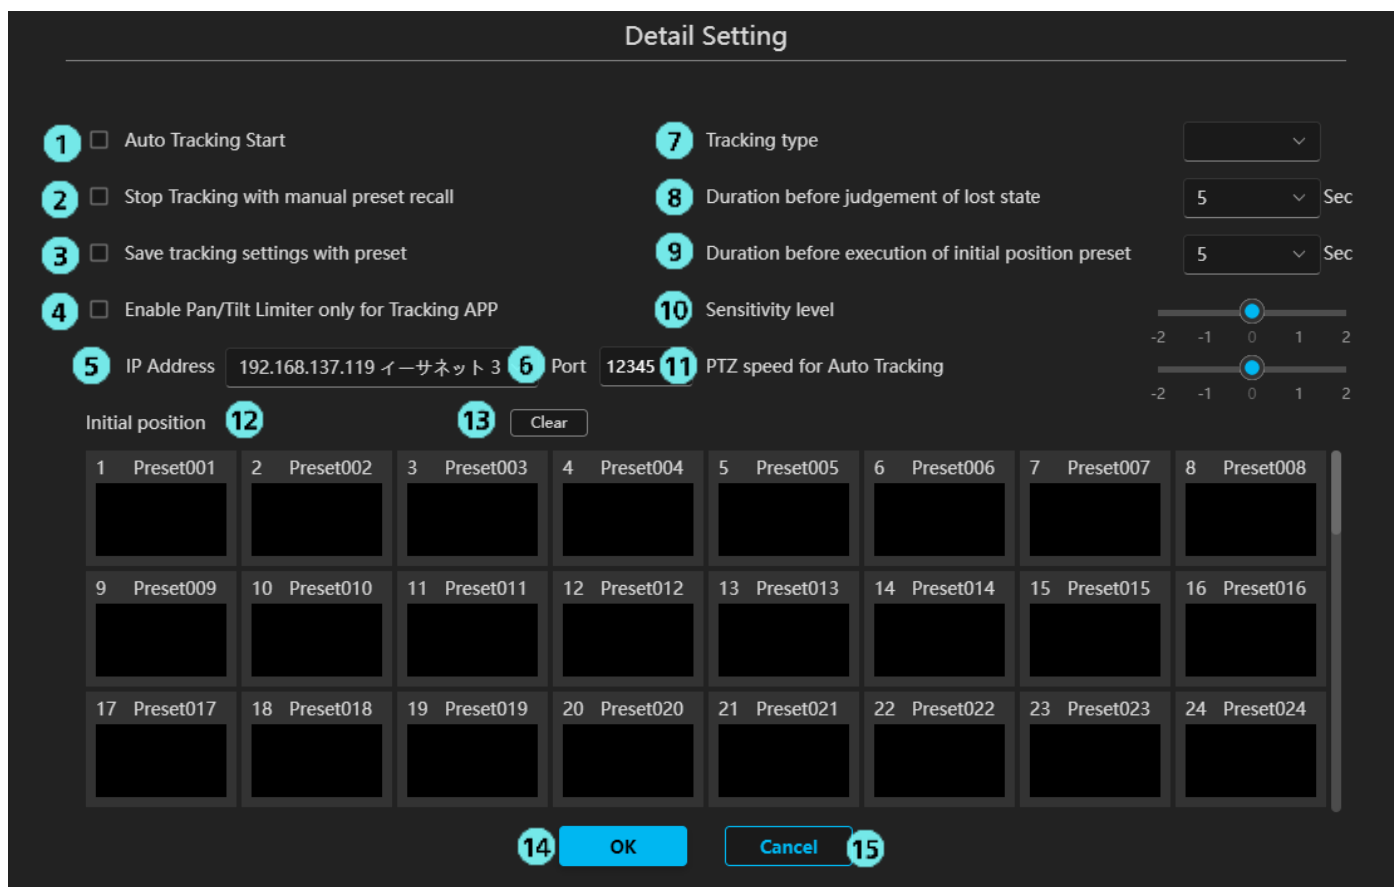 Detail Setting
1 Auto Tracking Start
7 Tracking type
2 Stop Tracking with manual preset recall
8 Duration before judgement of lost state 5 Sec
3 Save tracking settings with preset
9 Duration before execution of initial position preset 5 Sec
4 Enable Pan/Tilt Limiter only for Tracking APP
10 Sensitivity level
-2 -1 0 1 2
5 IP Address 192.168.137.119 イーサネット 3 6 Port 12345
11 PTZ speed for Auto Tracking
-2 -1 0 1 2
Initial position 12 13 Clear
1 Preset001 2 Preset002 3 Preset003 4 Preset004 5 Preset005 6 Preset006 7 Preset007 8 Preset008
9 Preset009 10 Preset010 11 Preset011 12 Preset012 13 Preset013 14 Preset014 15 Preset015 16 Preset016
17 Preset017 18 Preset018 19 Preset019 20 Preset020 21 Preset021 22 Preset022 23 Preset023 24 Preset024
14 OK Cancel 15